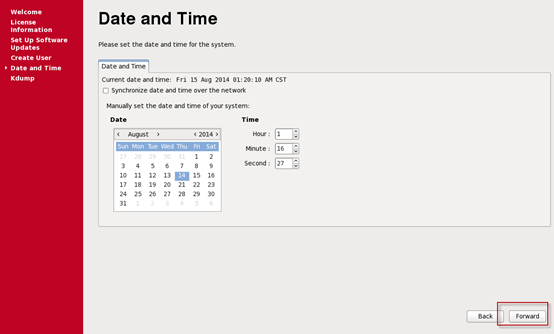 Welcome
License
Information
Set Up Software
Updates
Create User
Date and Time
Kdump
Date and Time
Please set the date and time for the system.
Date and Time
Current date and time: Fri 15 Aug 2014 01:20:10 AM CST
Synchronize date and time over the network
Manually set the date and time of your system:
Date
Time
< August > < 2014 >
Sun Mon Tue Wed Thu Fri Sat
27 28 29 30 31 1 2
3 4 5 6 7 8 9
10 11 12 13 14 15 16
17 18 19 20 21 22 23
24 25 26 27 28 29 30
31 1 2 3 4 5 6
Hour : 1
Minute : 16
Second : 27
Back
Forward